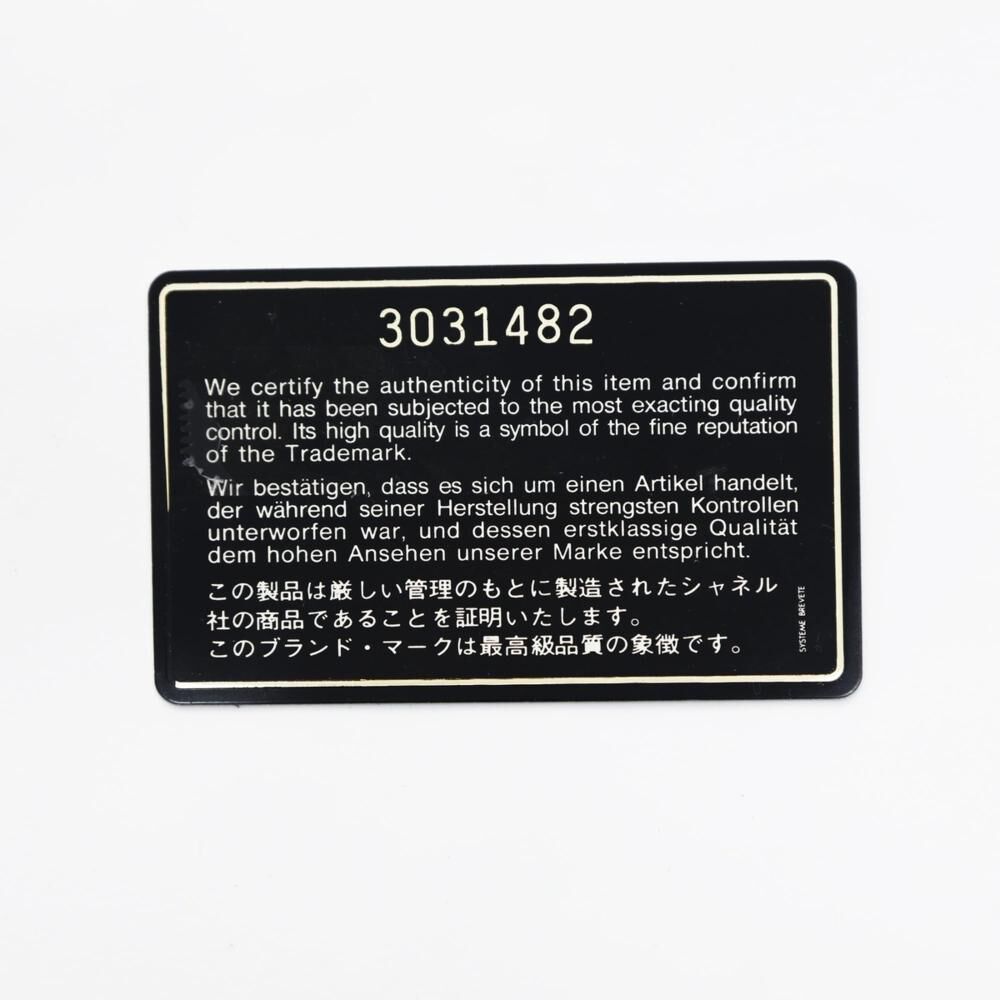 3031482
We certify the authenticity of this item and confirm
that it has been subjected to the most exacting quality
control. Its high quality is a symbol of the fine reputation
of the Trademark.
Wir bestätigen, dass es sich um einen Artikel handelt,
der während seiner Herstellung strengsten Kontrollen
unterworfen war, und dessen erstklassige Qualität
dem hohen Ansehen unserer Marke entspricht.
この製品は厳しい管理のもとに製造されたシャネル
社の商品であることを証明いたします。
このブランド・マークは最高級品質の象徴です。
SYSTEME BREVETE